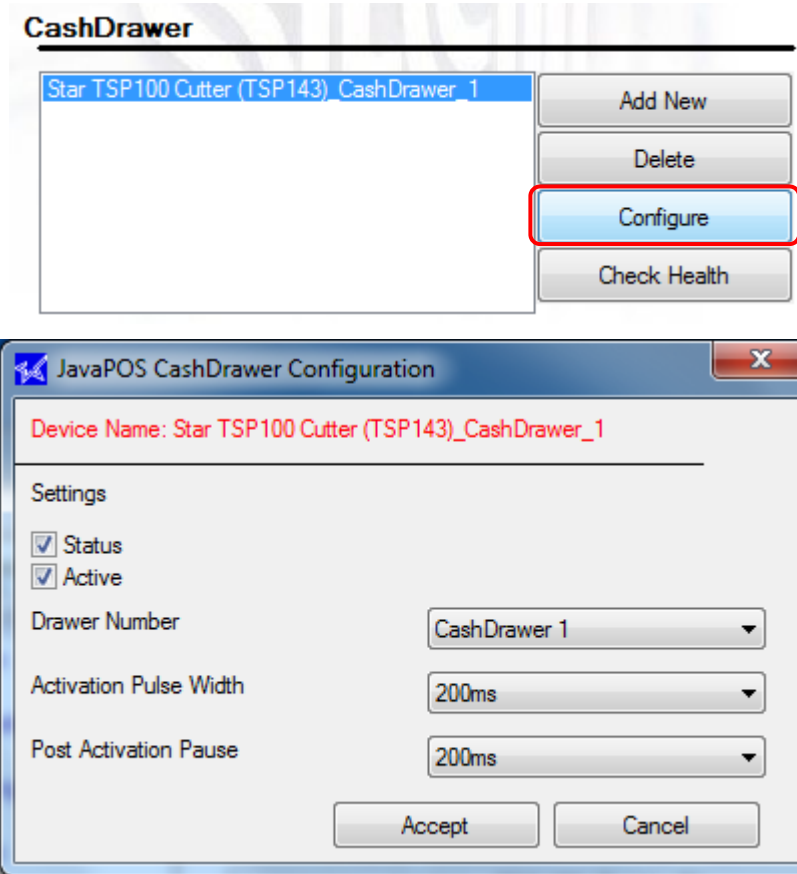 CashDrawer
Star TSP100 Cutter (TSP143)_CashDrawer_1
Add New
Delete
Configure
Check Health
JavaPOS CashDrawer Configuration
Device Name: Star TSP100 Cutter (TSP143)_CashDrawer_1
Settings
Status
Active
Drawer Number
CashDrawer 1
Activation Pulse Width
200ms
Post Activation Pause
200ms
Accept
Cancel